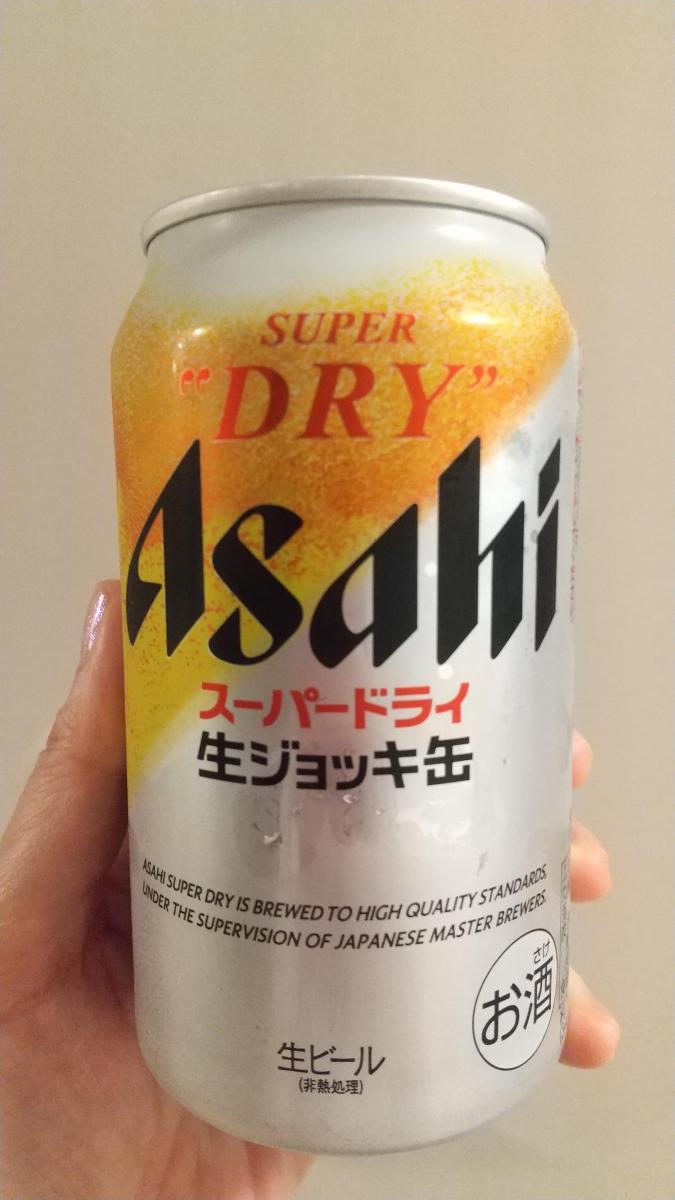 SUPER
“DRY”
Asahi
スーパードライ
生ジョッキ缶
ASAHI SUPER DRY IS BREWED TO HIGH QUALITY STANDARDS,
UNDER THE SUPERVISION OF JAPANESE MASTER BREWERS.
さけ
お酒
生ビール
(非熱処理)